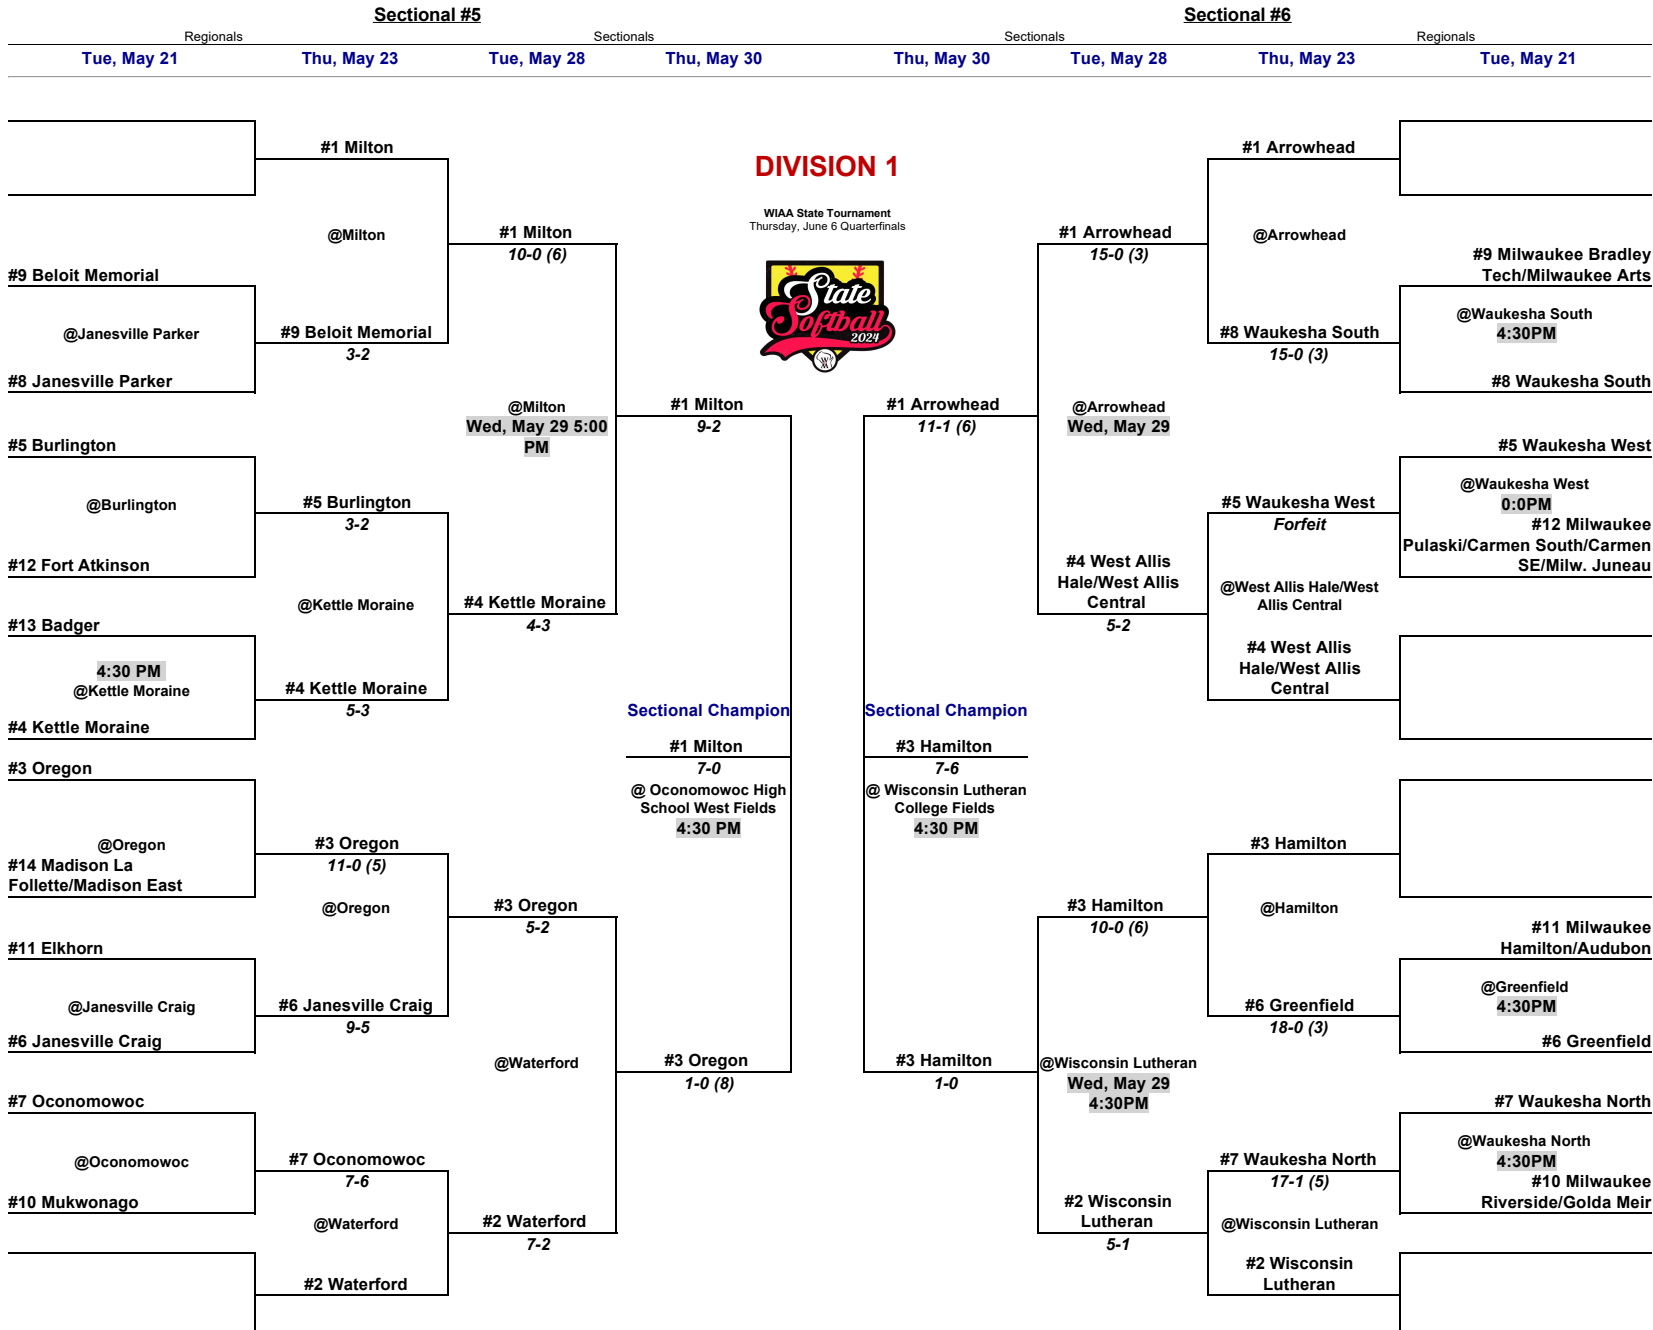 Sectional #5
Sectional #6
Regionals
Sectionals
Sectionals
Regionals
Tue, May 21
Thu, May 23
Tue, May 28
Thu, May 30
Thu, May 30
Tue, May 28
Thu, May 23
Tue, May 21
DIVISION 1
WIAA State Tournament
Thursday, June 6 Quarterfinals
State
Softball
2024
#1 Milton
@Milton
#9 Beloit Memorial
@Janesville Parker
#8 Janesville Parker
#9 Beloit Memorial
3-2
#1 Milton
10-0 (6)
@Milton
Wed, May 29 5:00
PM
#5 Burlington
@Burlington
#12 Fort Atkinson
#5 Burlington
3-2
@Kettle Moraine
#13 Badger
4:30 PM
@Kettle Moraine
#4 Kettle Moraine
#4 Kettle Moraine
5-3
#4 Kettle Moraine
4-3
#1 Milton
9-2
Sectional Champion
#1 Milton
7-0
@ Oconomowoc High
School West Fields
4:30 PM
#3 Oregon
@Oregon
#14 Madison La
Follette/Madison East
#3 Oregon
11-0 (5)
@Oregon
#11 Elkhorn
@Janesville Craig
#6 Janesville Craig
#6 Janesville Craig
9-5
#3 Oregon
5-2
@Waterford
#3 Oregon
1-0 (8)
#7 Oconomowoc
@Oconomowoc
#10 Mukwonago
#7 Oconomowoc
7-6
@Waterford
#2 Waterford
7-2
#2 Waterford
#1 Arrowhead
@Arrowhead
#1 Arrowhead
15-0 (3)
#9 Milwaukee Bradley
Tech/Milwaukee Arts
@Waukesha South
4:30PM
#8 Waukesha South
#8 Waukesha South
15-0 (3)
#1 Arrowhead
11-1 (6)
@Arrowhead
Wed, May 29
#5 Waukesha West
@Waukesha West
0:0PM
#12 Milwaukee
Pulaski/Carmen South/Carmen
SE/Milw. Juneau
#5 Waukesha West
Forfeit
@West Allis Hale/West
Allis Central
#4 West Allis
Hale/West Allis
Central
5-2
#4 West Allis
Hale/West Allis
Central
Sectional Champion
#3 Hamilton
7-6
@ Wisconsin Lutheran
College Fields
4:30 PM
#3 Hamilton
@Hamilton
#3 Hamilton
10-0 (6)
#11 Milwaukee
Hamilton/Audubon
@Greenfield
4:30PM
#6 Greenfield
#6 Greenfield
18-0 (3)
#3 Hamilton
1-0
@Wisconsin Lutheran
Wed, May 29
4:30PM
#7 Waukesha North
@Waukesha North
4:30PM
#10 Milwaukee
Riverside/Golda Meir
#7 Waukesha North
17-1 (5)
@Wisconsin Lutheran
#2 Wisconsin
Lutheran
5-1
#2 Wisconsin
Lutheran